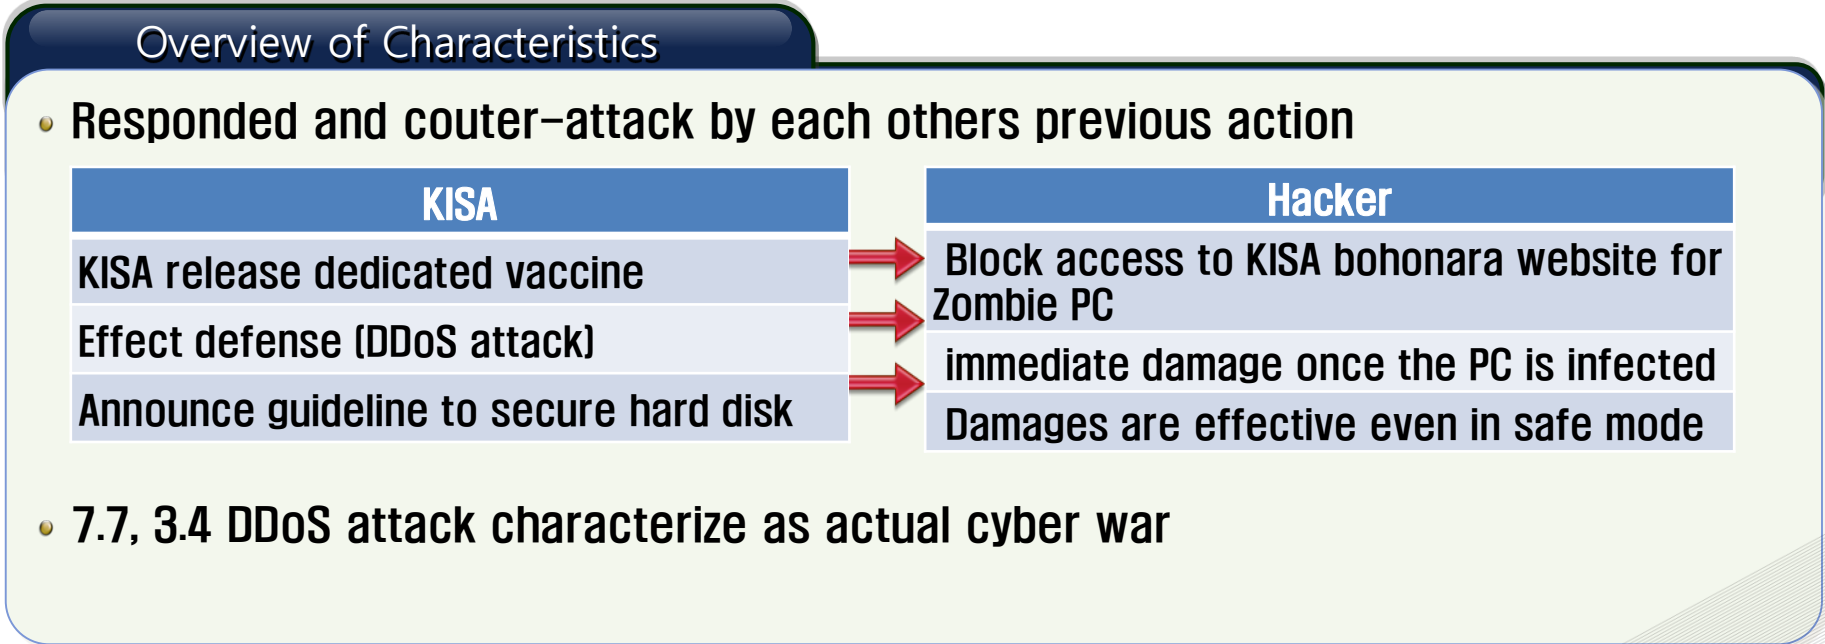 Overview of Characteristics
Responded and couter-attack by each others previous action
KISA
KISA release dedicated vaccine
Effect defense (DDoS attack)
Announce guideline to secure hard disk
Hacker
Block access to KISA bohonara website for
Zombie PC
immediate damage once the PC is infected
Damages are effective even in safe mode
7.7, 3.4 DDoS attack characterize as actual cyber war